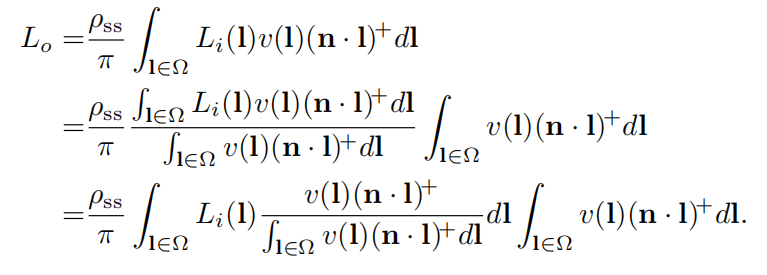 L_o = \frac{\rho_{ss}}{\pi} \int_{\mathbf{l} \in \Omega} L_i(\mathbf{l}) v(\mathbf{l}) (\mathbf{n} \cdot \mathbf{l})^+ d\mathbf{l}
= \frac{\rho_{ss}}{\pi} \frac{\int_{\mathbf{l} \in \Omega} L_i(\mathbf{l}) v(\mathbf{l}) (\mathbf{n} \cdot \mathbf{l})^+ d\mathbf{l}}{\int_{\mathbf{l} \in \Omega} v(\mathbf{l}) (\mathbf{n} \cdot \mathbf{l})^+ d\mathbf{l}} \int_{\mathbf{l} \in \Omega} v(\mathbf{l}) (\mathbf{n} \cdot \mathbf{l})^+ d\mathbf{l}
= \frac{\rho_{ss}}{\pi} \int_{\mathbf{l} \in \Omega} L_i(\mathbf{l}) \frac{v(\mathbf{l}) (\mathbf{n} \cdot \mathbf{l})^+}{\int_{\mathbf{l} \in \Omega} v(\mathbf{l}) (\mathbf{n} \cdot \mathbf{l})^+ d\mathbf{l}} d\mathbf{l} \int_{\mathbf{l} \in \Omega} v(\mathbf{l}) (\mathbf{n} \cdot \mathbf{l})^+ d\mathbf{l}.